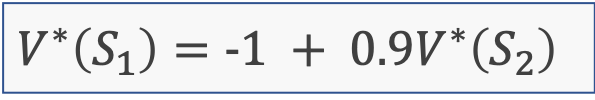 V*(S₁) = -1 + 0.9V*(S₂)